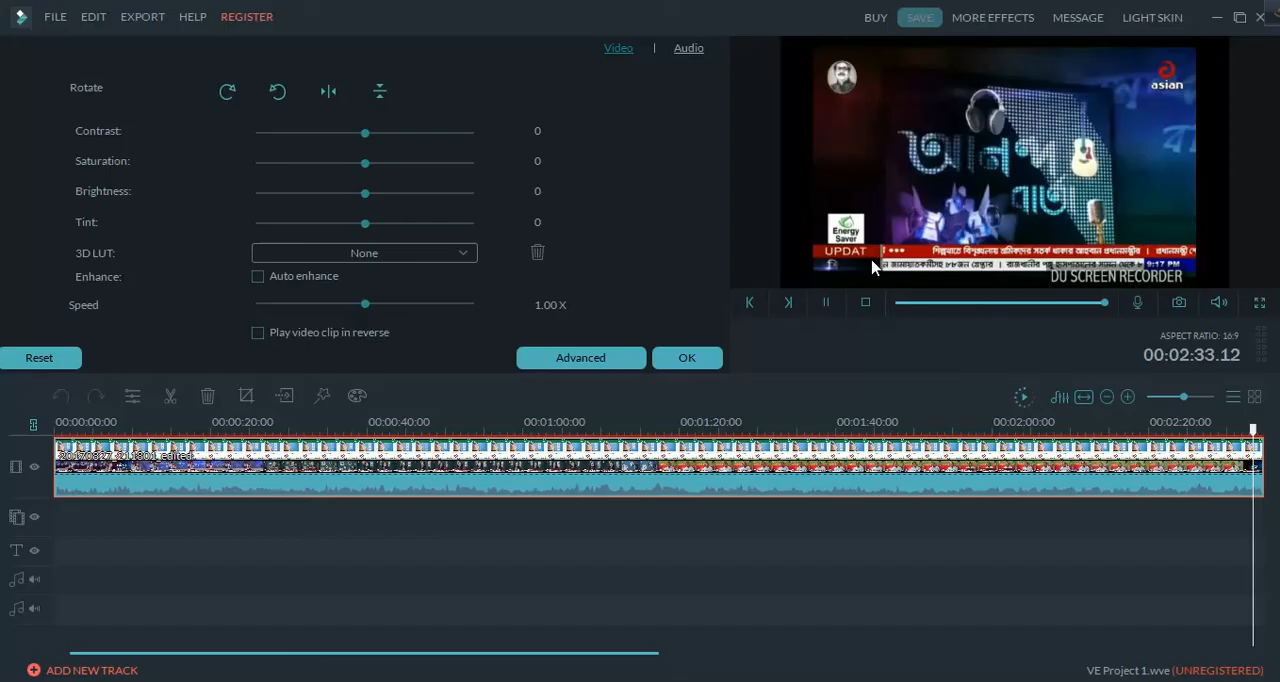 FILE EDIT EXPORT HELP REGISTER BUY SAVE MORE EFFECTS MESSAGE LIGHT SKIN
Video | Audio
Rotate
Contrast: 0
Saturation: 0
Brightness: 0
Tint: 0
3D LUT: None
Enhance: Auto enhance
Speed 1.00 X
Play video clip in reverse
Reset Advanced OK
asian
Energy
Saver
UPDAT
9:17 PM
DU SCREEN RECORDER
ASPECT RATIO: 16:9
00:02:33.12
00:00:00:00 00:00:20:00 00:00:40:00 00:01:00:00 00:01:20:00 00:01:40:00 00:02:00:00 00:02:20:00
ADD NEW TRACK
VE Project 1.wve (UNREGISTERED)